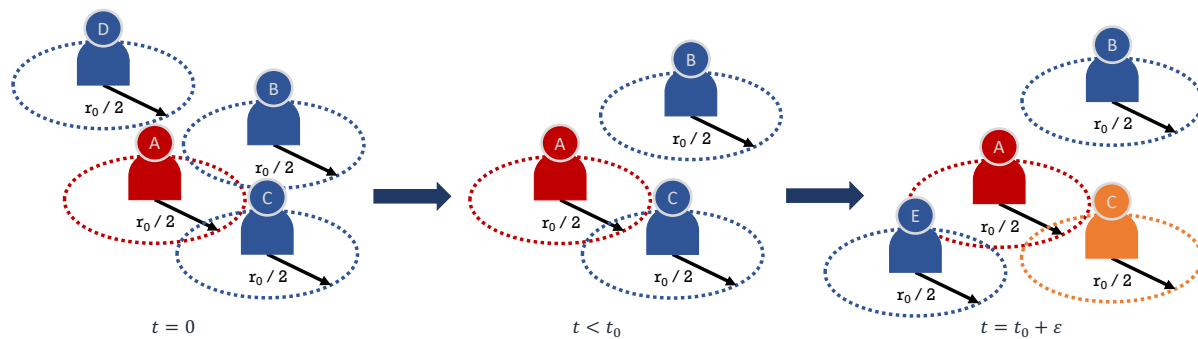 D
r₀ / 2
B
r₀ / 2
A
r₀ / 2
C
r₀ / 2
t = 0
B
r₀ / 2
A
r₀ / 2
C
r₀ / 2
t < t₀
B
r₀ / 2
A
r₀ / 2
C
r₀ / 2
E
r₀ / 2
t = t₀ + ε